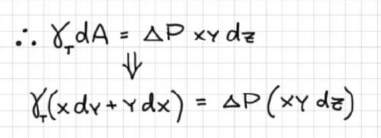 ∴ γ_T dA = ΔP xy dz
⇓
γ_T (x dy + y dx) = ΔP (xy dz)